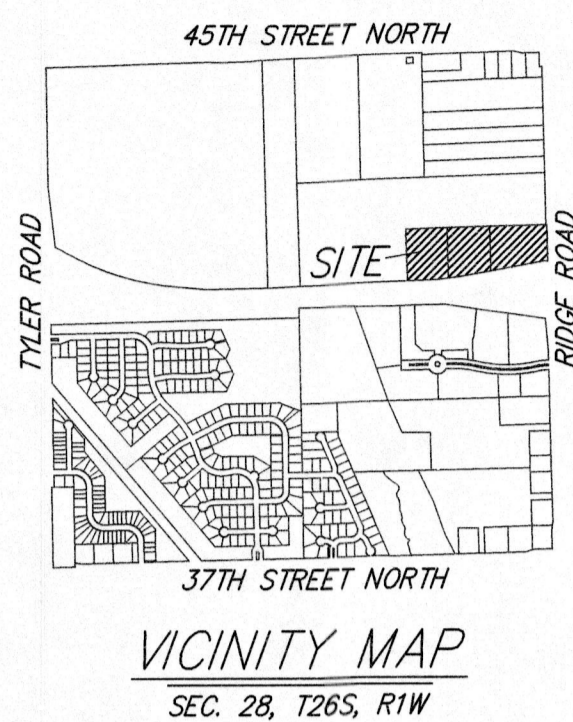 45TH STREET NORTH
TYLER ROAD
SITE
RIDGE ROAD
37TH STREET NORTH
VICINITY MAP
SEC. 28, T26S, R1W